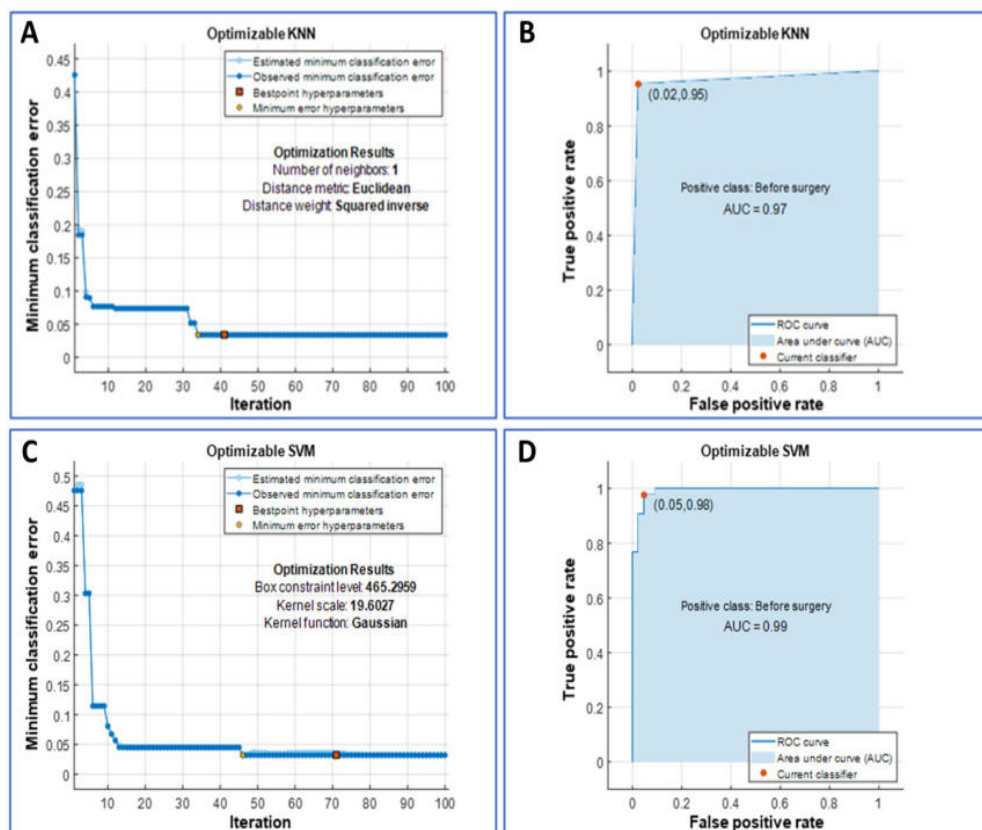 A
Optimizable KNN
0.45
0.4
0.35
0.3
0.25
0.2
0.15
0.1
0.05
0
Minimum classification error
Estimated minimum classification error
Observed minimum classification error
Bestpoint hyperparameters
Minimum error hyperparameters
Optimization Results
Number of neighbors: 1
Distance metric: Euclidean
Distance weight: Squared inverse
10 20 30 40 50 60 70 80 90 100
Iteration
B
Optimizable KNN
1
0.8
0.6
0.4
0.2
0
True positive rate
(0.02,0.95)
Positive class: Before surgery
AUC = 0.97
ROC curve
Area under curve (AUC)
Current classifier
0 0.2 0.4 0.6 0.8 1
False positive rate
C
Optimizable SVM
0.5
0.45
0.4
0.35
0.3
0.25
0.2
0.15
0.1
0.05
0
Minimum classification error
Estimated minimum classification error
Observed minimum classification error
Bestpoint hyperparameters
Minimum error hyperparameters
Optimization Results
Box constraint level: 465.2959
Kernel scale: 19.6027
Kernel function: Gaussian
10 20 30 40 50 60 70 80 90 100
Iteration
D
Optimizable SVM
1
0.8
0.6
0.4
0.2
0
True positive rate
(0.05,0.98)
Positive class: Before surgery
AUC = 0.99
ROC curve
Area under curve (AUC)
Current classifier
0 0.2 0.4 0.6 0.8 1
False positive rate